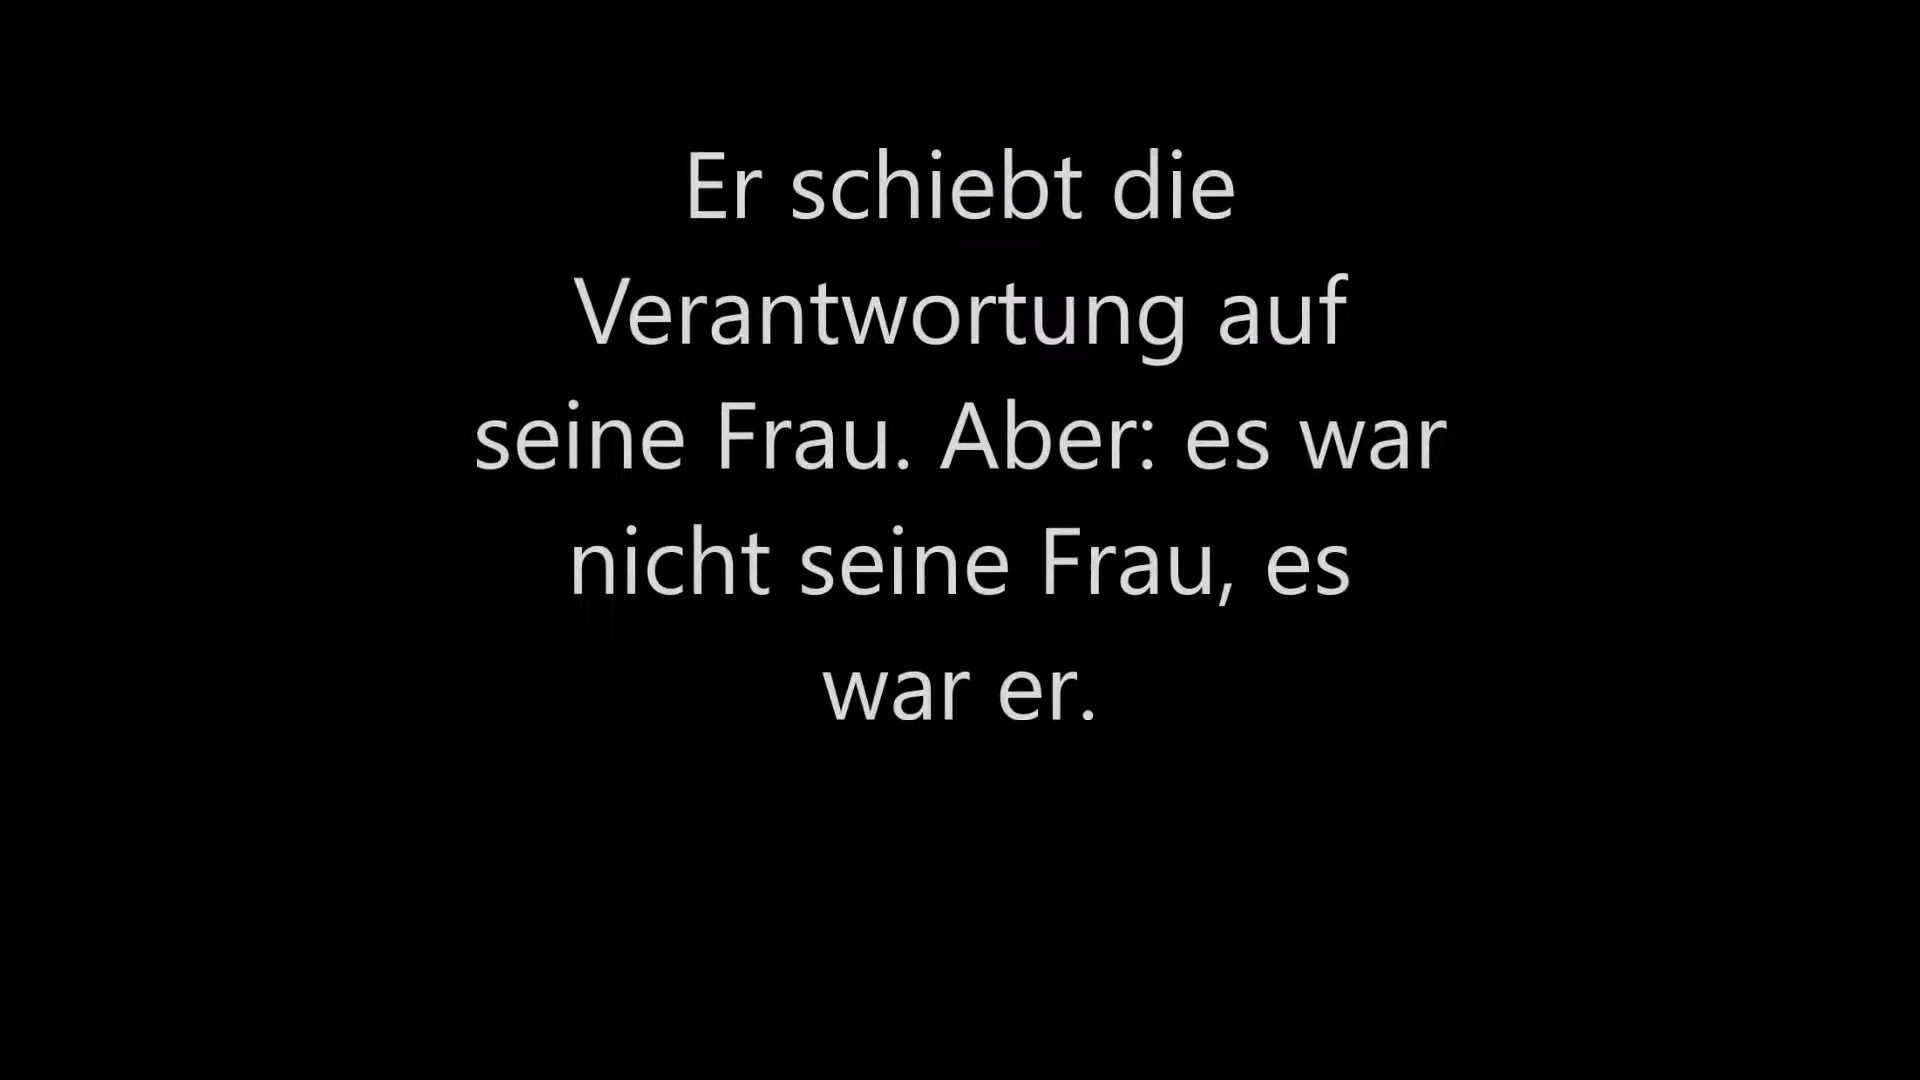 Er schiebt die
Verantwortung auf
seine Frau. Aber: es war
nicht seine Frau, es
war er.